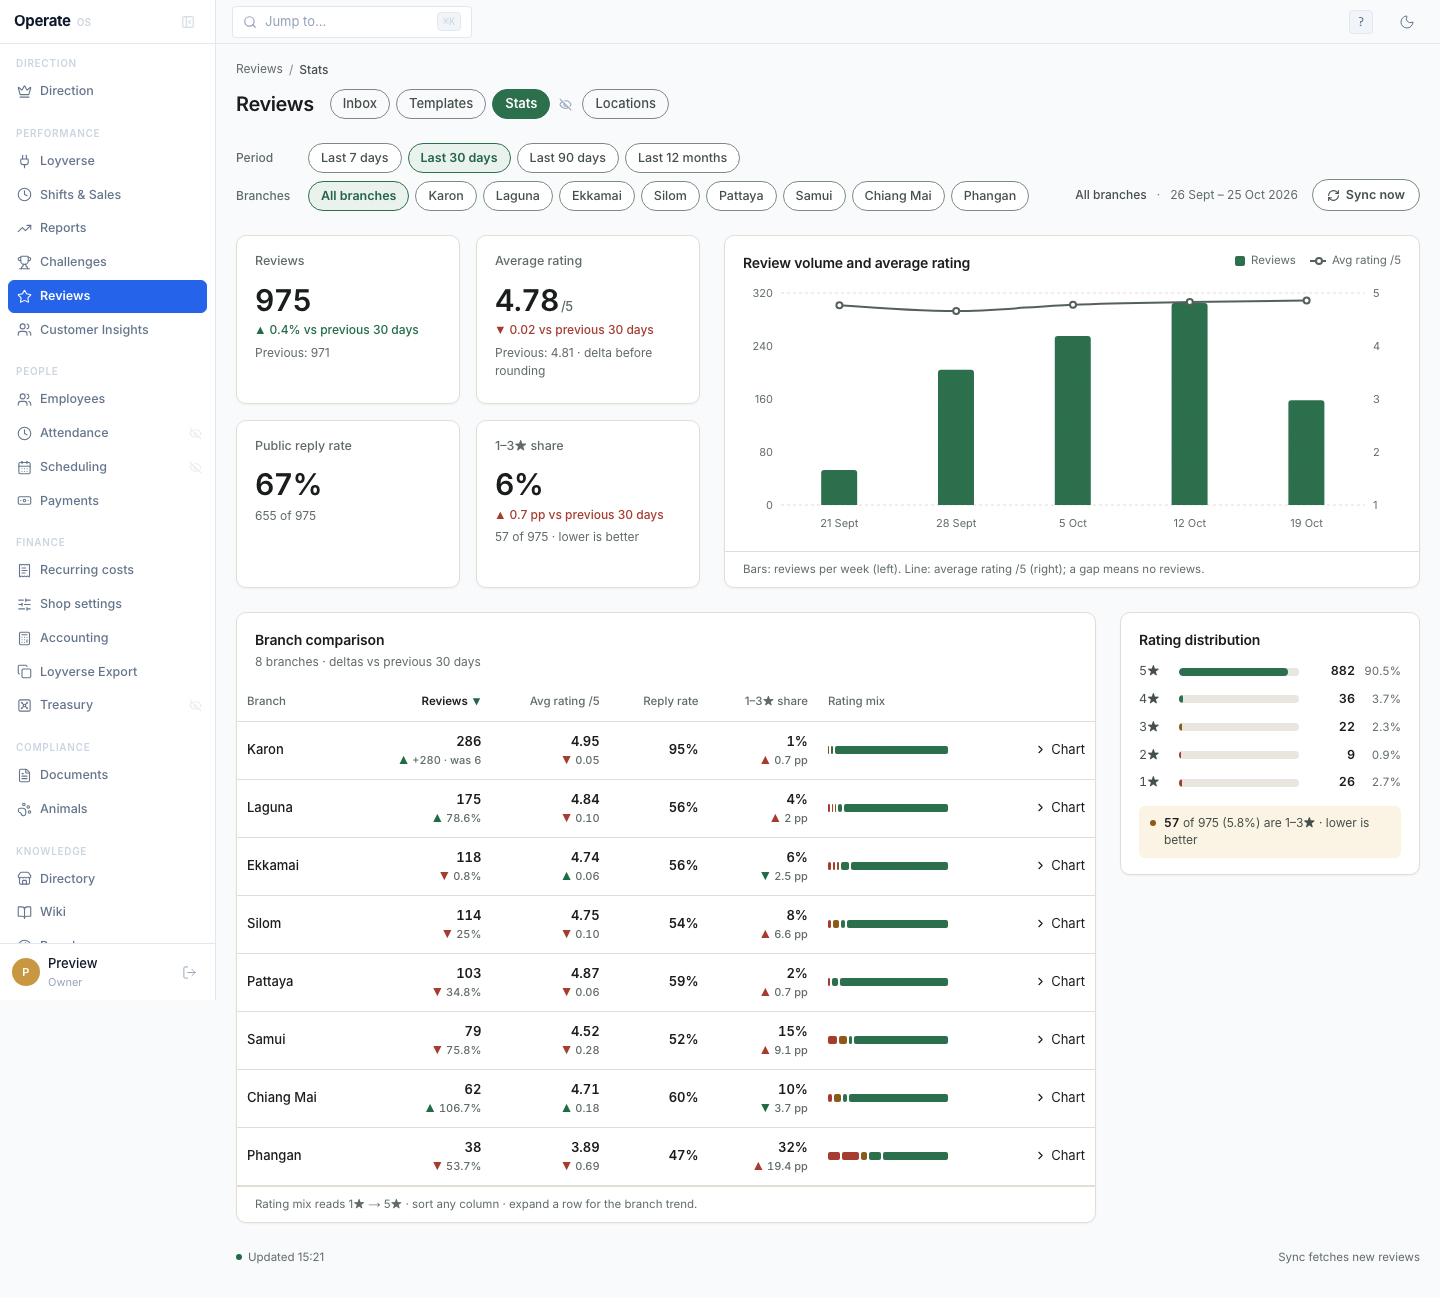 Operate OS
Jump to...
⌘K
?
DIRECTION
Direction
PERFORMANCE
Loyverse
Shifts & Sales
Reports
Challenges
Reviews
Customer Insights
PEOPLE
Employees
Attendance
Scheduling
Payments
FINANCE
Recurring costs
Shop settings
Accounting
Loyverse Export
Treasury
COMPLIANCE
Documents
Animals
KNOWLEDGE
Directory
Wiki
P
Preview
Owner
Reviews / Stats
Reviews
Inbox
Templates
Stats
Locations
Period
Last 7 days
Last 30 days
Last 90 days
Last 12 months
Branches
All branches
Karon
Laguna
Ekkamai
Silom
Pattaya
Samui
Chiang Mai
Phangan
All branches · 26 Sept – 25 Oct 2026
Sync now
Reviews
975
▲ 0.4% vs previous 30 days
Previous: 971
Average rating
4.78/5
▼ 0.02 vs previous 30 days
Previous: 4.81 · delta before
rounding
Public reply rate
67%
655 of 975
1–3★ share
6%
▲ 0.7 pp vs previous 30 days
57 of 975 · lower is better
Review volume and average rating
Reviews
Avg rating /5
320
240
160
80
0
5
4
3
2
1
21 Sept
28 Sept
5 Oct
12 Oct
19 Oct
Bars: reviews per week (left). Line: average rating /5 (right); a gap means no reviews.
Branch comparison
8 branches · deltas vs previous 30 days
Branch Reviews ▼ Avg rating /5 Reply rate 1–3★ share Rating mix
Karon 286 4.95 95% 1% › Chart
▲ +280 · was 6 ▼ 0.05 ▲ 0.7 pp
Laguna 175 4.84 56% 4% › Chart
▲ 78.6% ▼ 0.10 ▲ 2 pp
Ekkamai 118 4.74 56% 6% › Chart
▼ 0.8% ▲ 0.06 ▼ 2.5 pp
Silom 114 4.75 54% 8% › Chart
▼ 25% ▼ 0.10 ▲ 6.6 pp
Pattaya 103 4.87 59% 2% › Chart
▼ 34.8% ▼ 0.06 ▲ 0.7 pp
Samui 79 4.52 52% 15% › Chart
▼ 75.8% ▼ 0.28 ▲ 9.1 pp
Chiang Mai 62 4.71 60% 10% › Chart
▲ 106.7% ▲ 0.18 ▼ 3.7 pp
Phangan 38 3.89 47% 32% › Chart
▼ 53.7% ▼ 0.69 ▲ 19.4 pp
Rating mix reads 1★ → 5★ · sort any column · expand a row for the branch trend.
Rating distribution
5★ 882 90.5%
4★ 36 3.7%
3★ 22 2.3%
2★ 9 0.9%
1★ 26 2.7%
57 of 975 (5.8%) are 1–3★ · lower is
better
Updated 15:21
Sync fetches new reviews